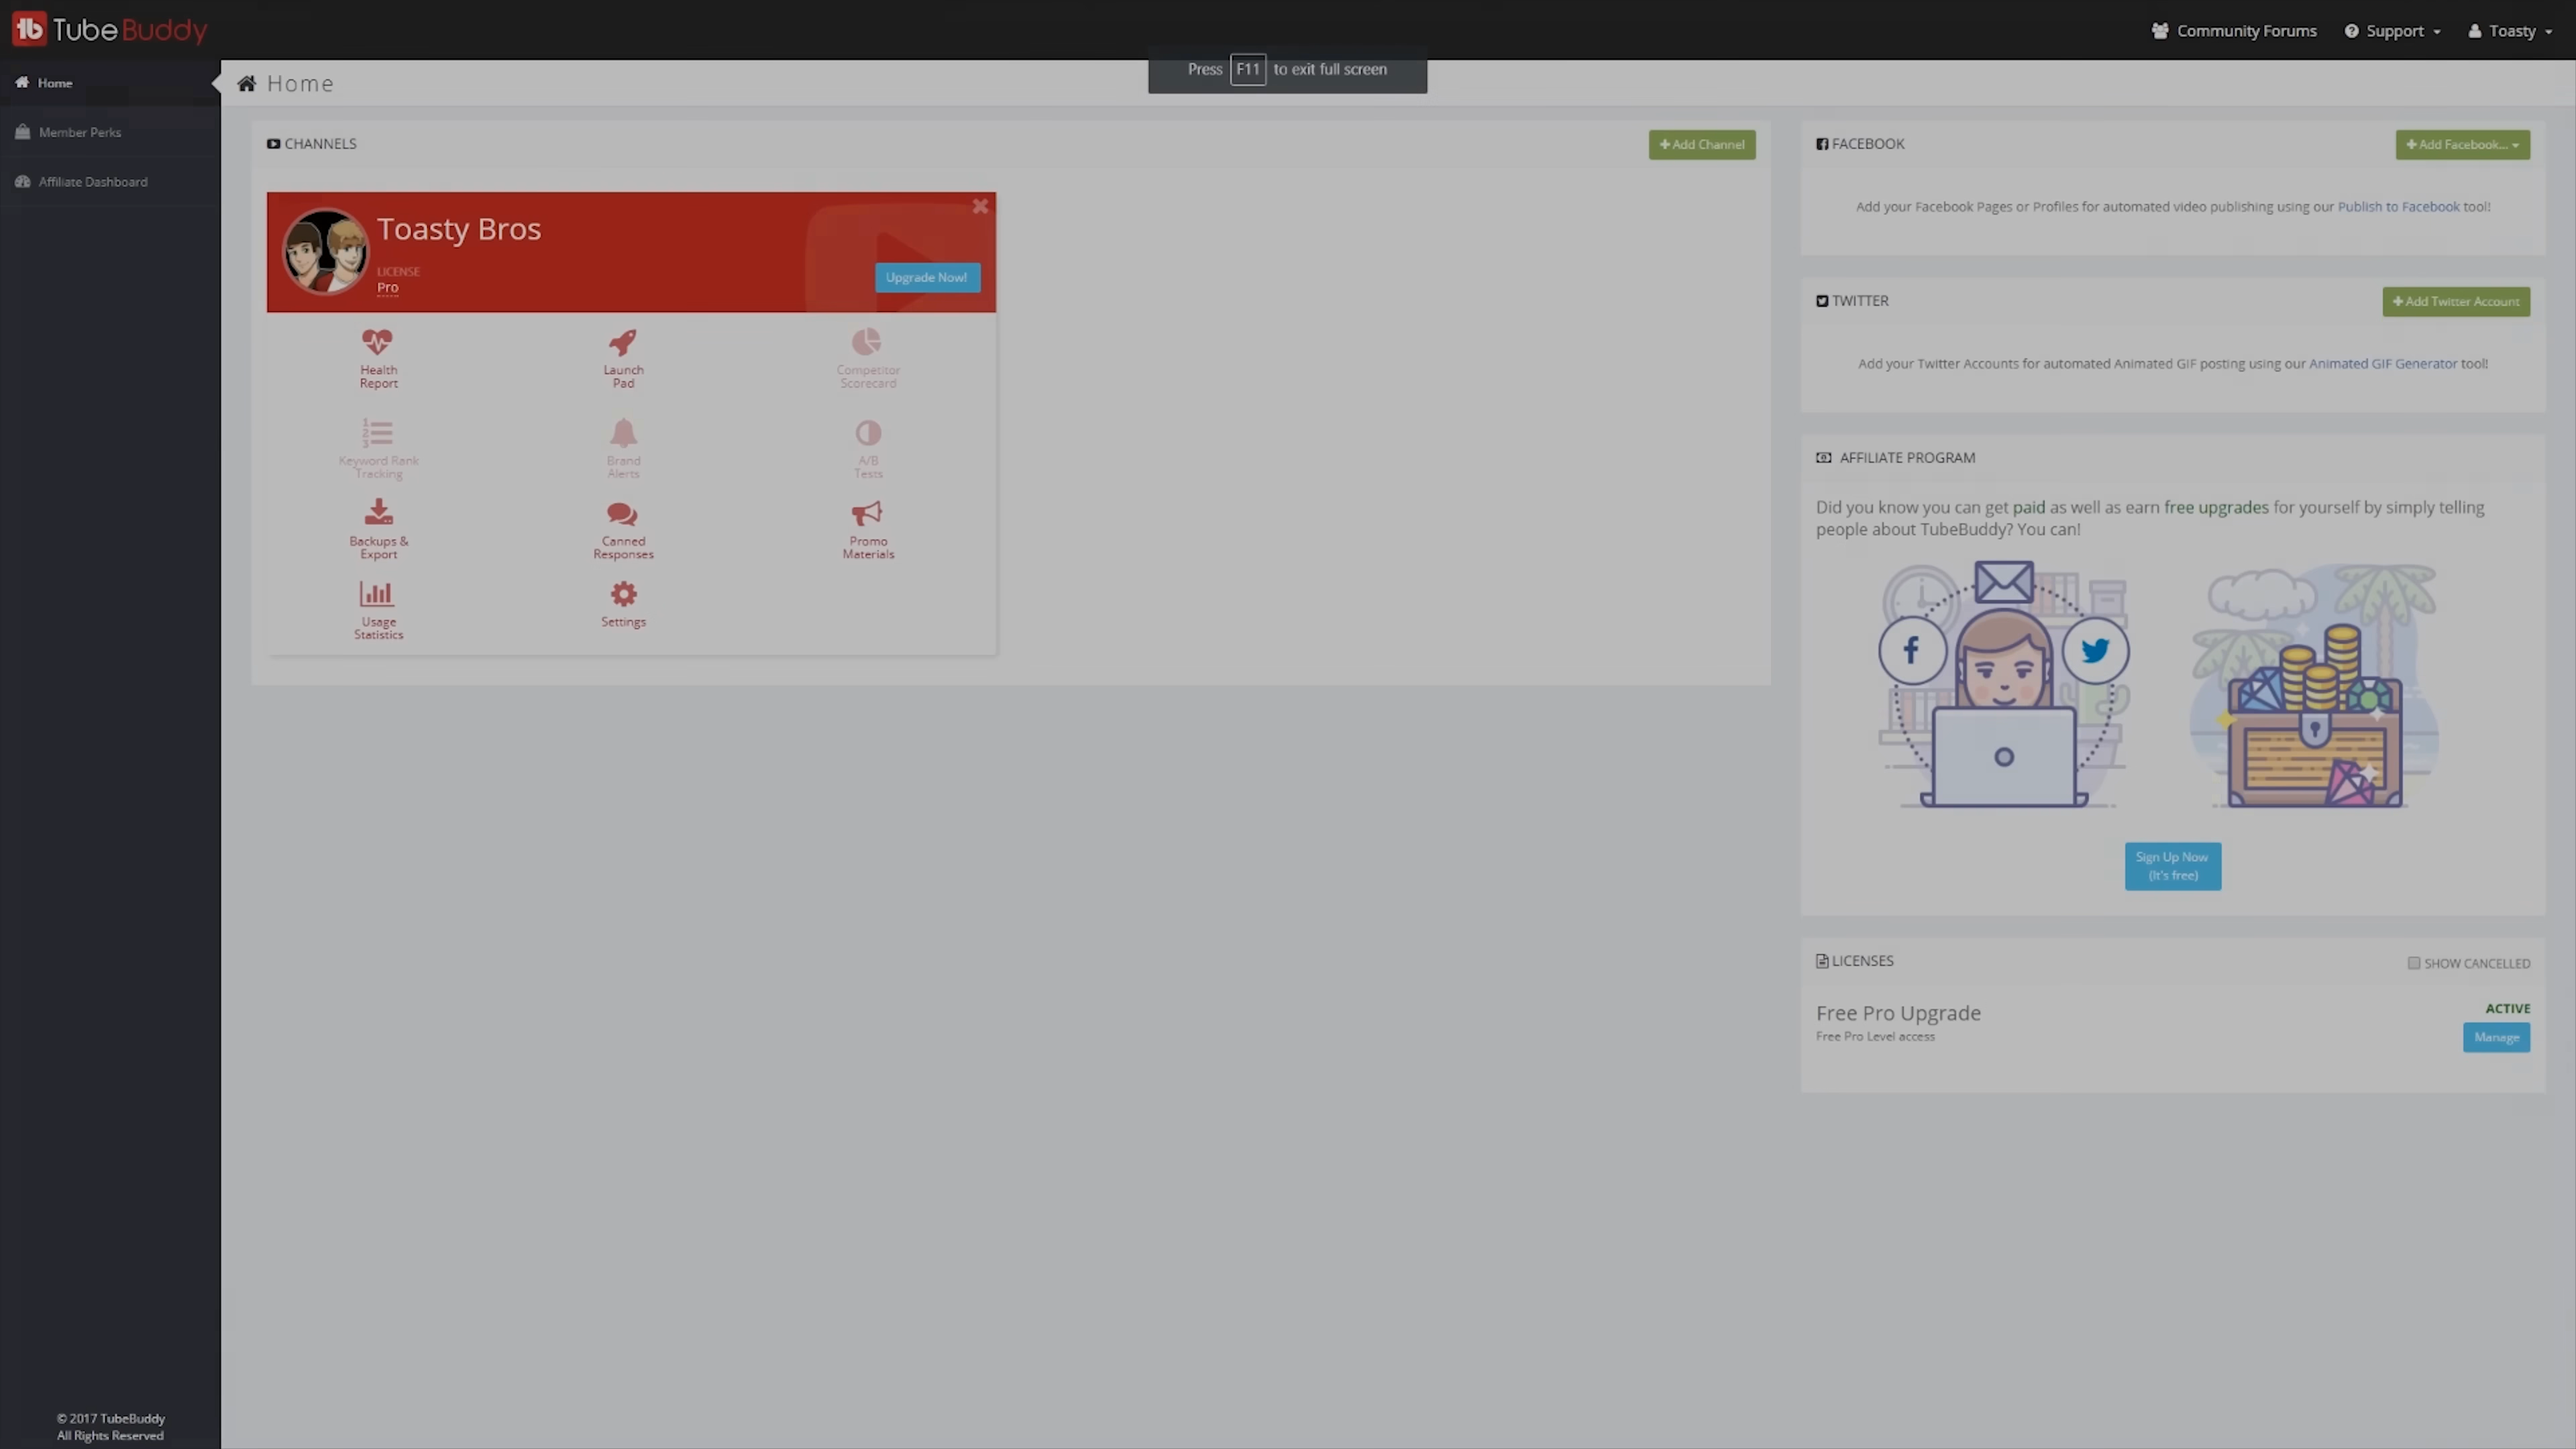 TubeBuddy
Community Forums
Support
Toasty
Press F11 to exit full screen
Home
Member Perks
Affiliate Dashboard
Home
CHANNELS
Add Channel
Toasty Bros
LICENSE
Pro
Upgrade Now!
Health
Report
Launch
Pad
Competitor
Scorecard
Keyword Rank
Tracking
Brand
Alerts
A/B
Tests
Backups &
Export
Canned
Responses
Promo
Materials
Usage
Statistics
Settings
FACEBOOK
Add Facebook...
Add your Facebook Pages or Profiles for automated video publishing using our Publish to Facebook tool!
TWITTER
Add Twitter Account
Add your Twitter Accounts for automated Animated GIF posting using our Animated GIF Generator tool!
AFFILIATE PROGRAM
Did you know you can get paid as well as earn free upgrades for yourself by simply telling
people about TubeBuddy? You can!
Sign Up Now
(It's free)
LICENSES
SHOW CANCELLED
Free Pro Upgrade
Free Pro Level access
ACTIVE
Manage
© 2017 TubeBuddy
All Rights Reserved